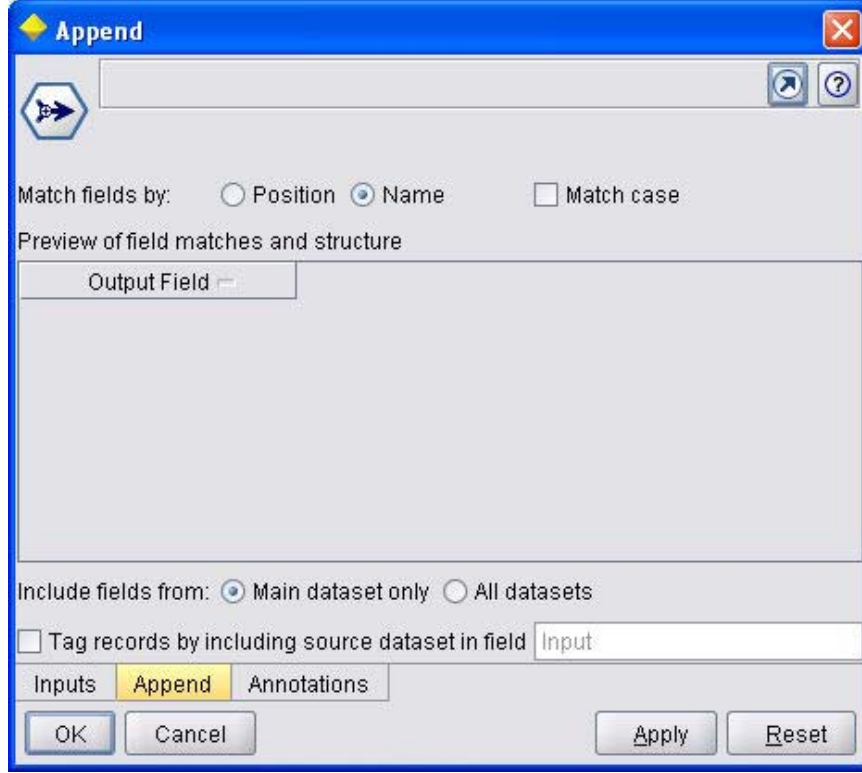 Append
Match fields by: Position Name Match case
Preview of field matches and structure
Output Field
Include fields from: Main dataset only All datasets
Tag records by including source dataset in field Input
Inputs Append Annotations
OK Cancel Apply Reset